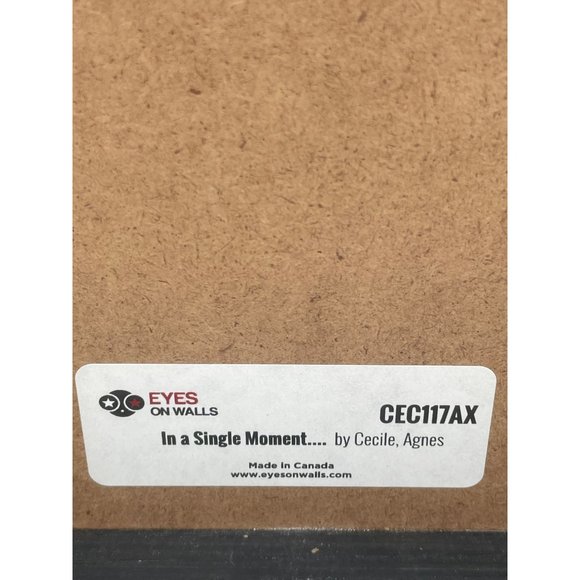 EYES
ON WALLS
CEC117AX
In a Single Moment.... by Cecile, Agnes
Made In Canada
www.eyesonwalls.com